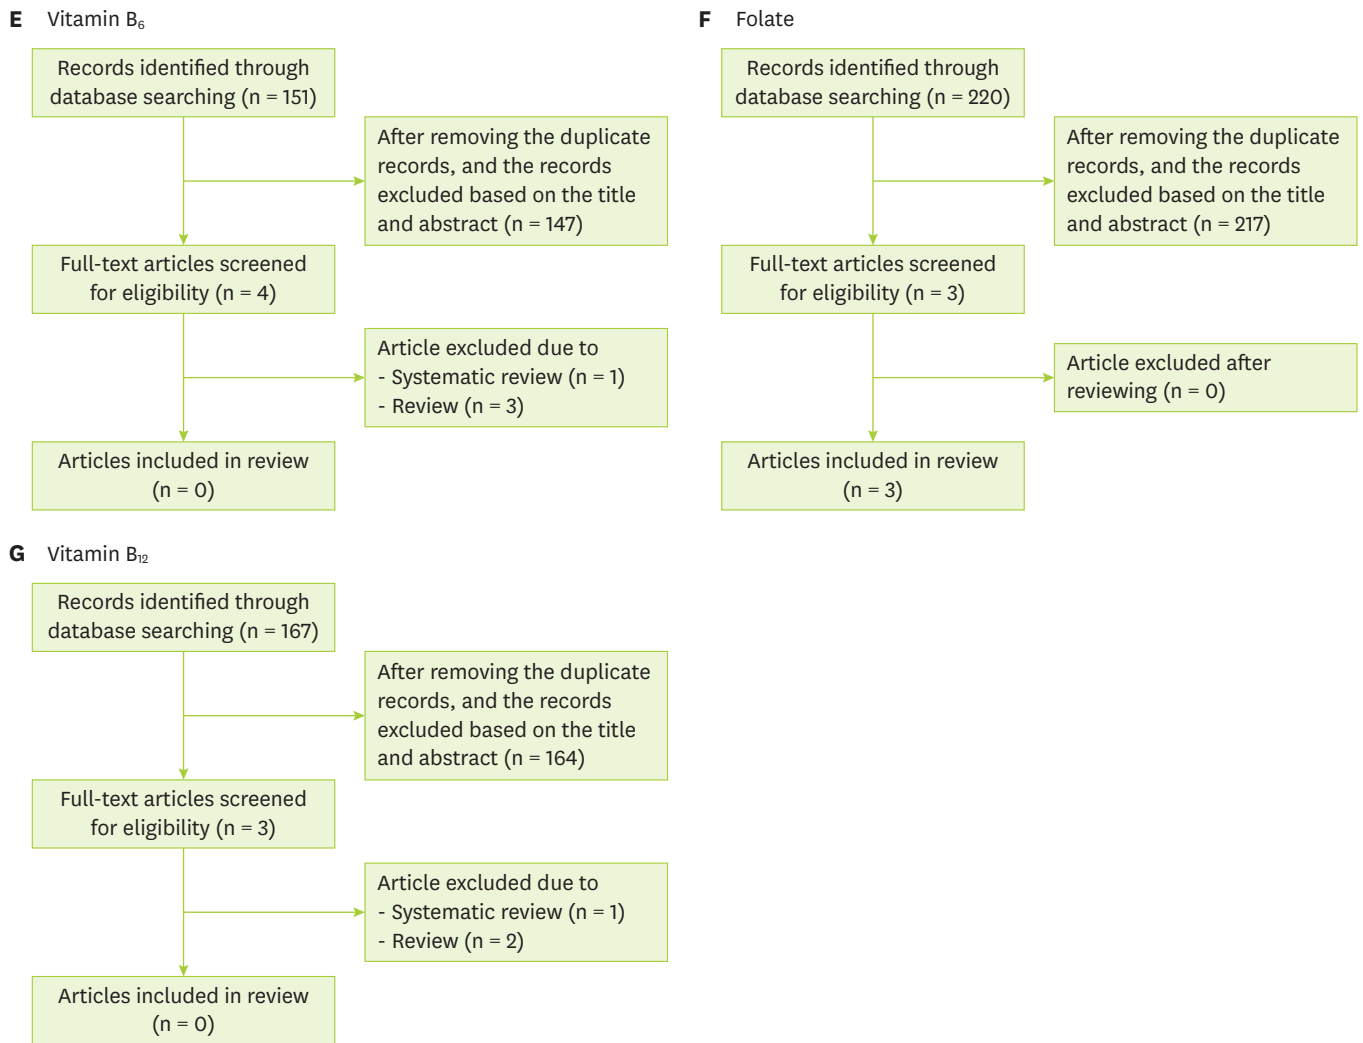 E Vitamin B₆
Records identified through
database searching (n = 151)
After removing the duplicate
records, and the records
excluded based on the title
and abstract (n = 147)
Full-text articles screened
for eligibility (n = 4)
Article excluded due to
- Systematic review (n = 1)
- Review (n = 3)
Articles included in review
(n = 0)
F Folate
Records identified through
database searching (n = 220)
After removing the duplicate
records, and the records
excluded based on the title
and abstract (n = 217)
Full-text articles screened
for eligibility (n = 3)
Article excluded after
reviewing (n = 0)
Articles included in review
(n = 3)
G Vitamin B₁₂
Records identified through
database searching (n = 167)
After removing the duplicate
records, and the records
excluded based on the title
and abstract (n = 164)
Full-text articles screened
for eligibility (n = 3)
Article excluded due to
- Systematic review (n = 1)
- Review (n = 2)
Articles included in review
(n = 0)